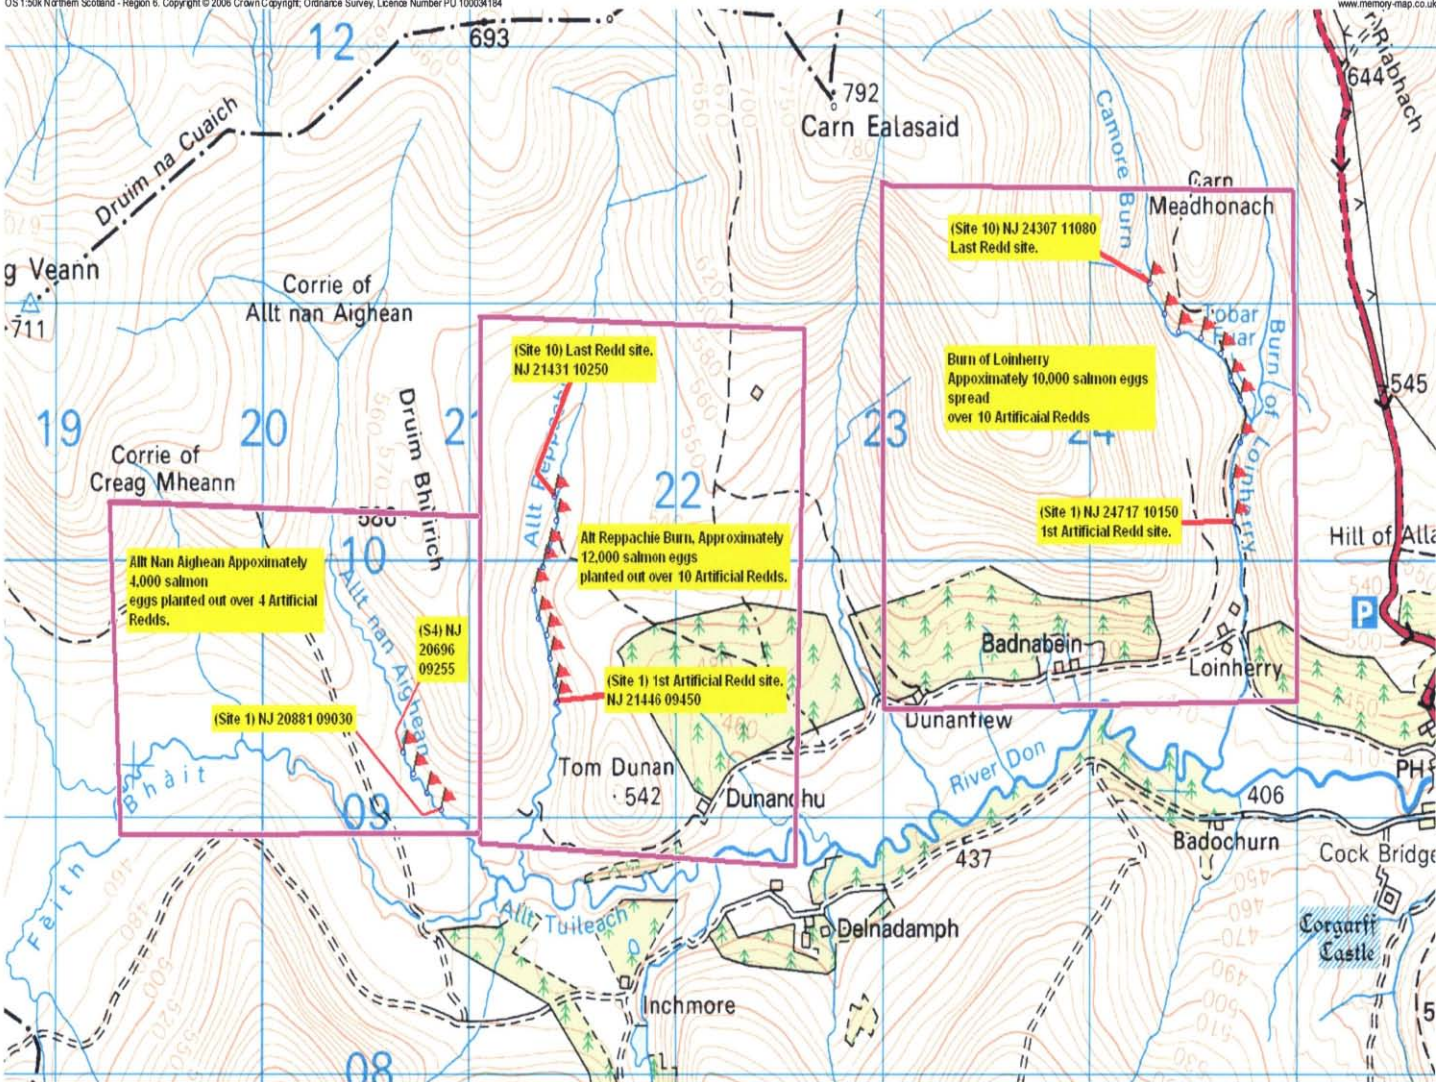 OS 1:50k Northern Scotland - Region 6. Copyright © 2006 Crown Copyright; Ordnance Survey, Licence Number PU 100034184
www.memory-map.co.uk
12
693
792
Carn Ealasaid
644
Riabhach
Druim na Cuaich
Camore Burn
Carn
Meadhonach
(Site 10) NJ 24307 11080
Last Redd site.
g Veann
711
Corrie of
Allt nan Aighean
Tobar
Fuar
Burn of Loinherry
(Site 10) Last Redd site.
NJ 21431 10250
Burn of Loinherry
Appoximately 10,000 salmon eggs
spread
over 10 Artificaial Redds
545
19
20
21
22
23
24
Druim Bhuirich
Allt Reppachie
Corrie of
Creag Mheann
580
10
(Site 1) NJ 24717 10150
1st Artificial Redd site.
Hill of Alla
Allt Nan Aighean Appoximately
4,000 salmon
eggs planted out over 4 Artificial
Redds.
Alt Reppachie Burn, Approximately
12,000 salmon eggs
planted out over 10 Artificial Redds.
Allt nan Aighean
P
(S4) NJ
20696
09255
Badnabein
Loinherry
(Site 1) 1st Artificial Redd site.
NJ 21446 09450
(Site 1) NJ 20881 09030
Dunanfiew
River Don
Tom Dunan
542
Dunandhu
Fèith Bhàit
09
406
PH
Badochurn
Cock Bridge
437
Allt Tuileach
Delnadamph
Corgarff
Castle
Inchmore
08